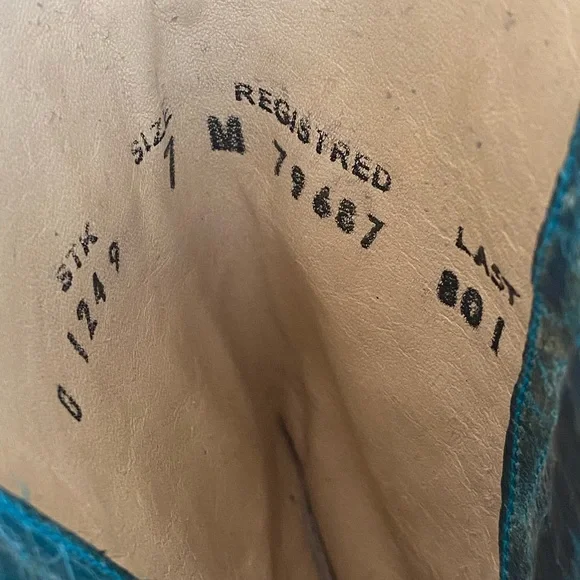 STK SIZE REGISTRED LAST
0 1249 7 M 79687 801